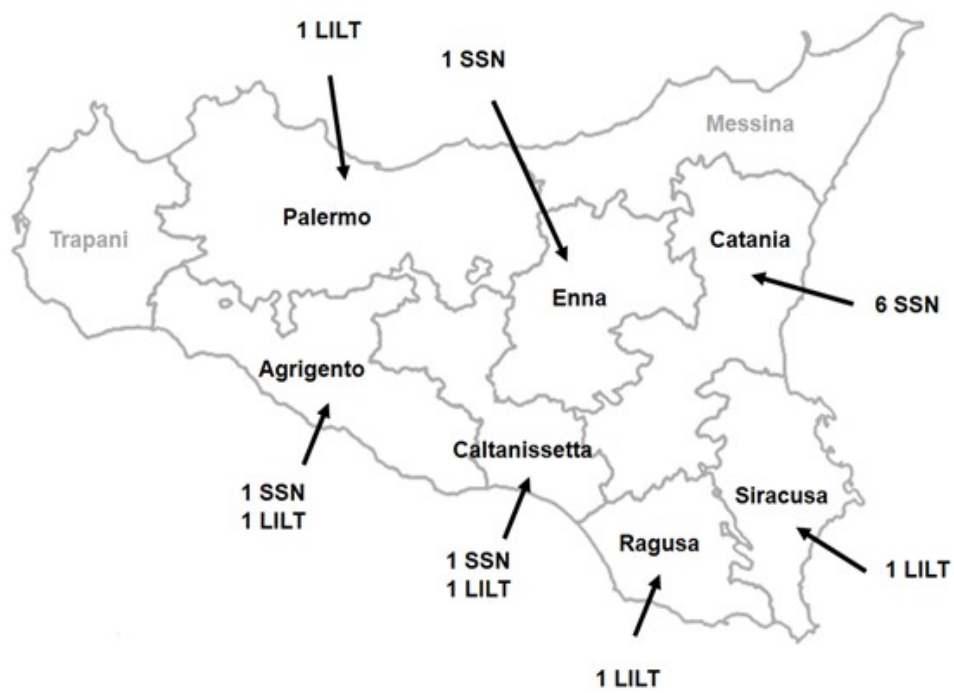 1 LILT
1 SSN
Messina
Palermo
Trapani
Catania
Enna
6 SSN
Agrigento
Caltanissetta
1 SSN
1 LILT
Siracusa
Ragusa
1 SSN
1 LILT
1 LILT
1 LILT